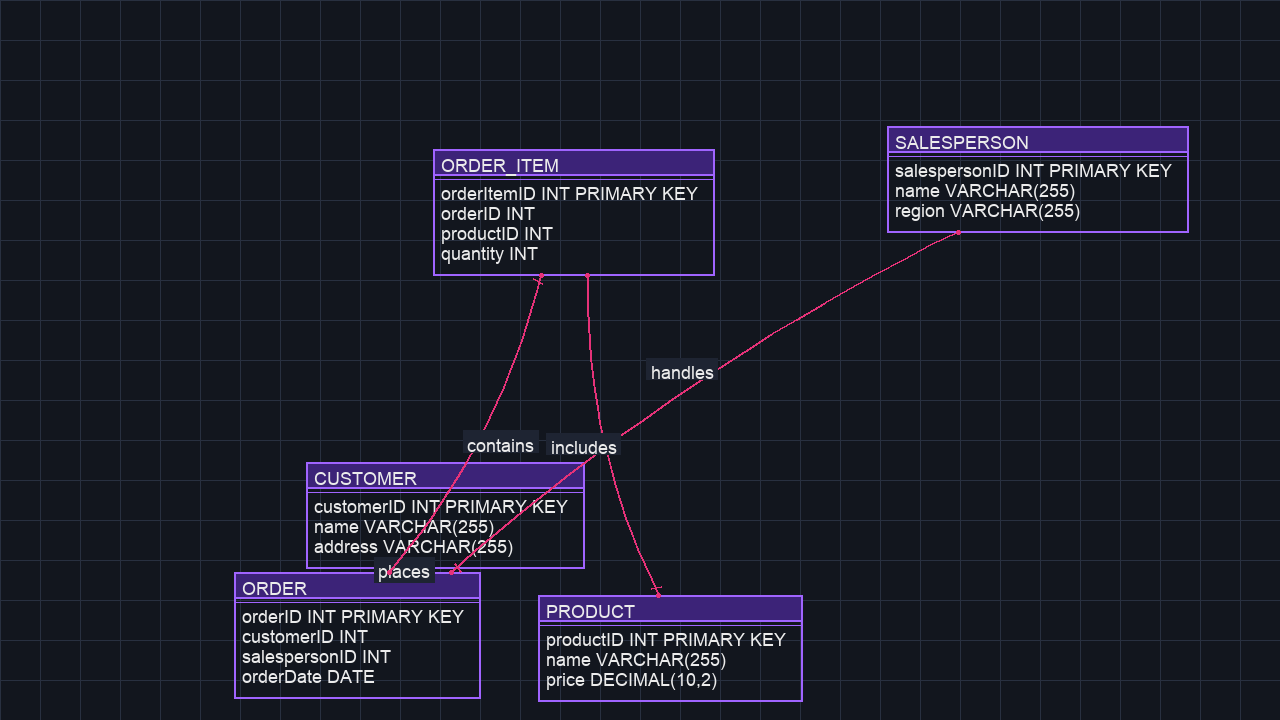 SALESPERSON
salespersonID INT PRIMARY KEY
name VARCHAR(255)
region VARCHAR(255)
ORDER_ITEM
orderItemID INT PRIMARY KEY
orderID INT
productID INT
quantity INT
handles
contains
includes
CUSTOMER
customerID INT PRIMARY KEY
name VARCHAR(255)
address VARCHAR(255)
places
ORDER
orderID INT PRIMARY KEY
customerID INT
salespersonID INT
orderDate DATE
PRODUCT
productID INT PRIMARY KEY
name VARCHAR(255)
price DECIMAL(10,2)